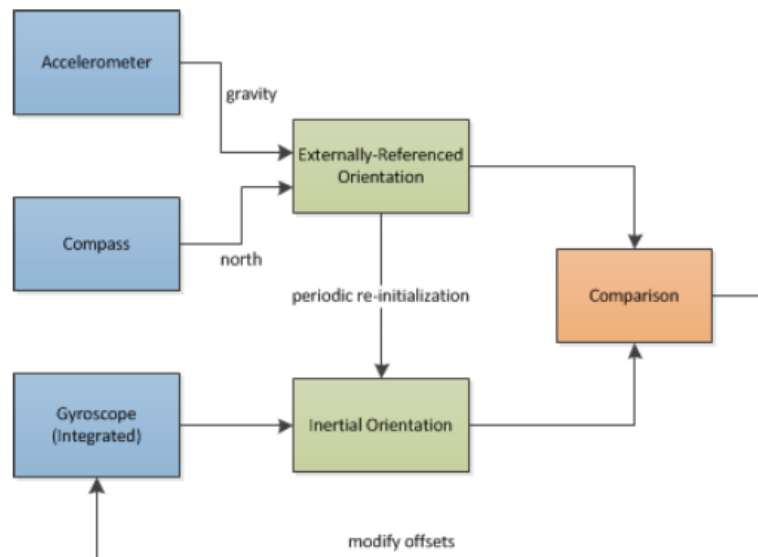 Accelerometer
gravity
Externally-Referenced
Orientation
Compass
north
periodic re-initialization
Comparison
Gyroscope
(Integrated)
Inertial Orientation
modify offsets